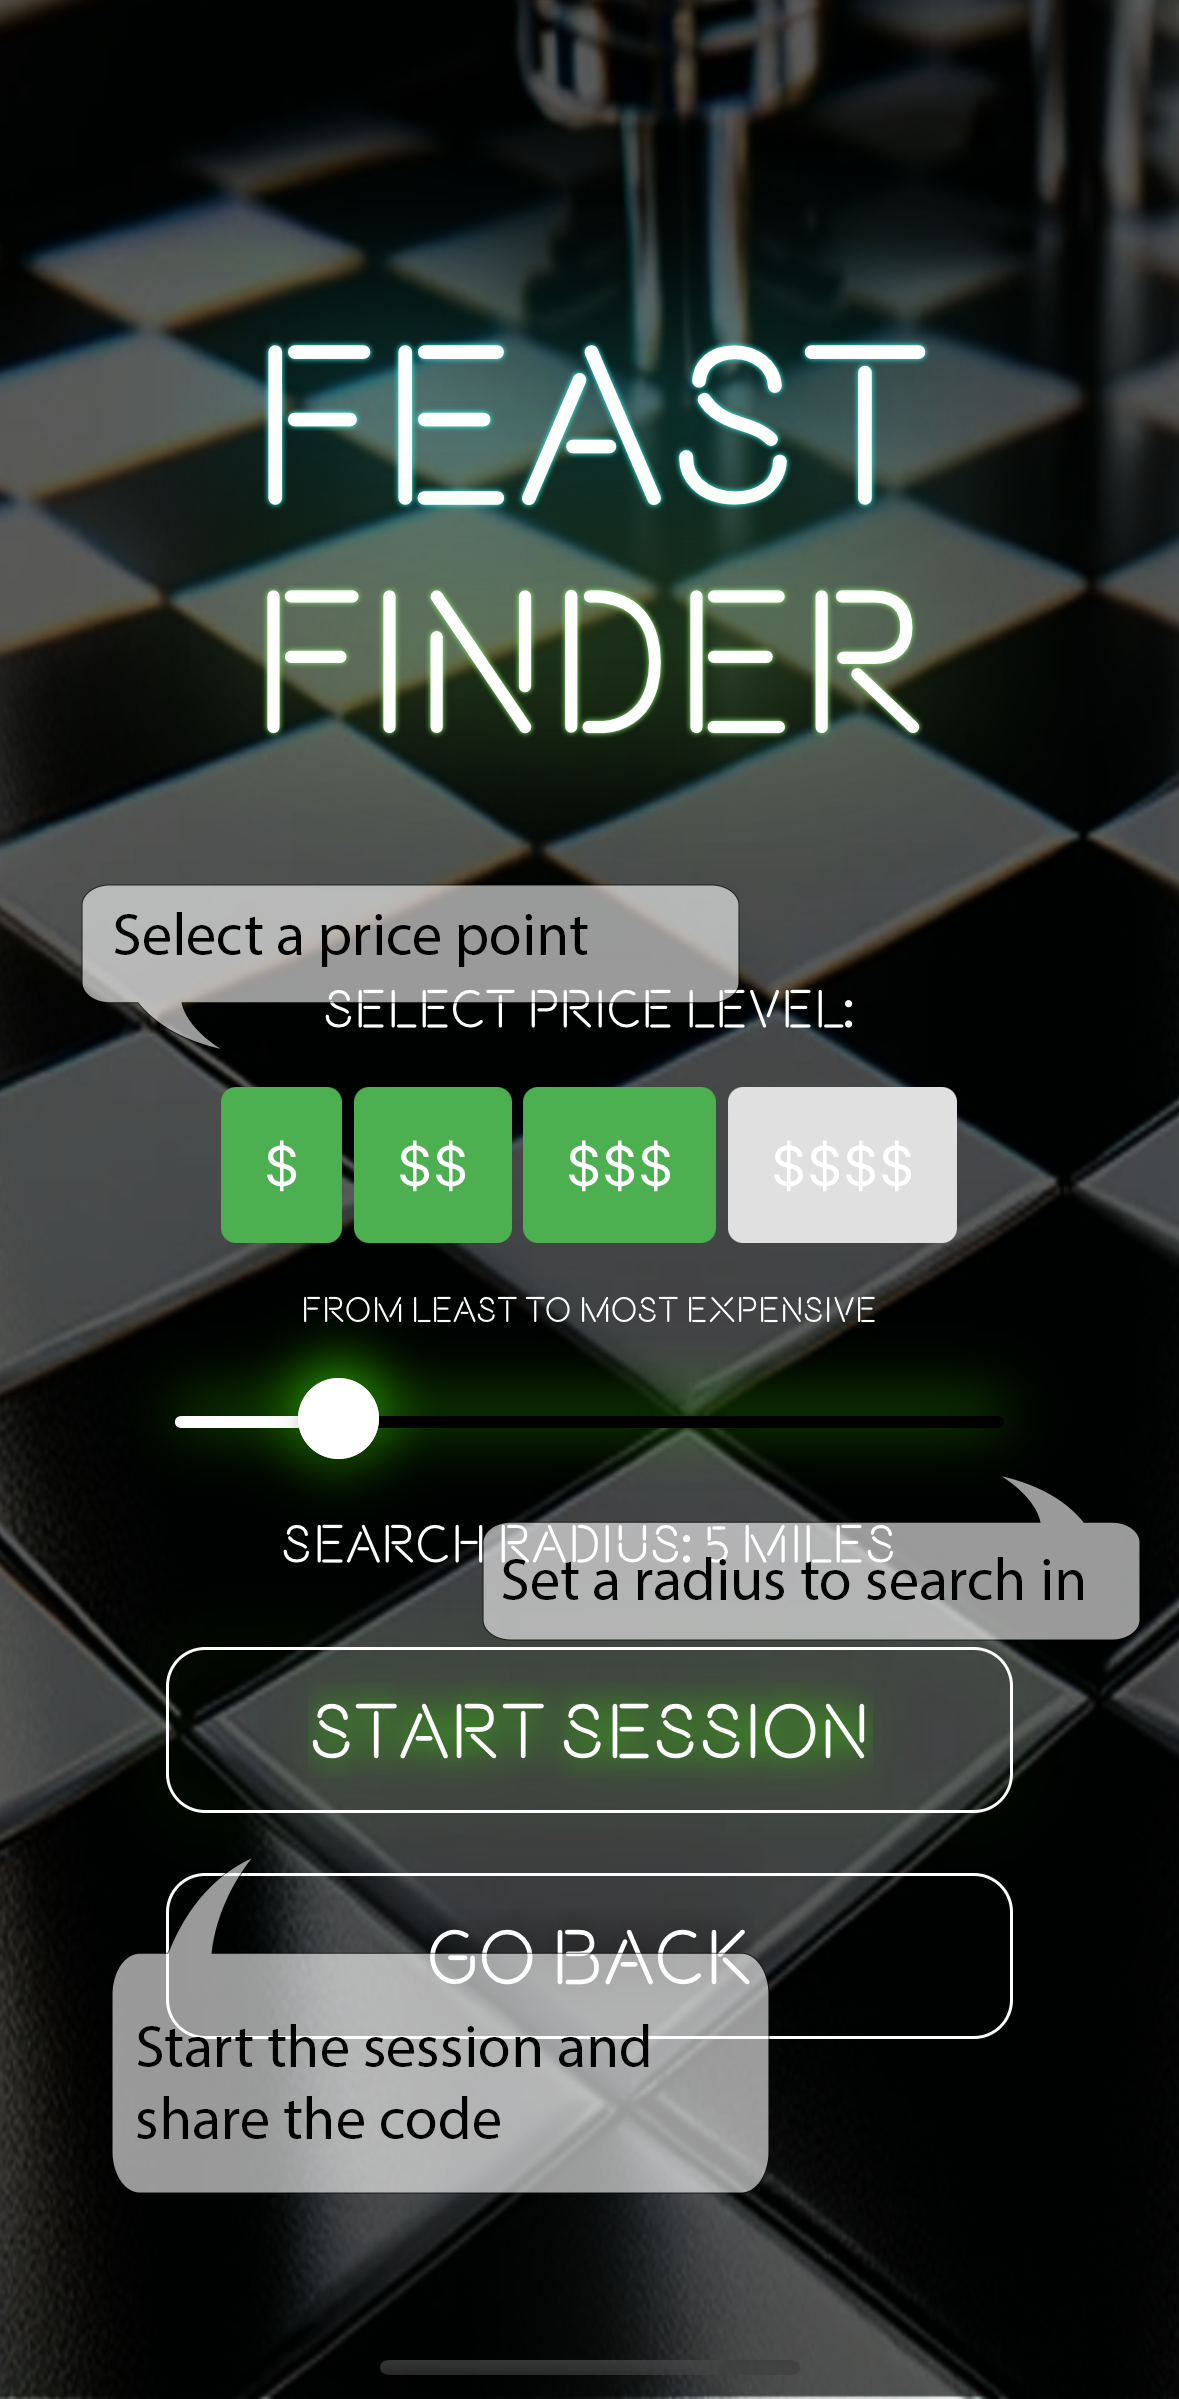 FEAST
FINDER
Select a price point
SELECT PRICE LEVEL:
$ $$ $$$ $$$$
FROM LEAST TO MOST EXPENSIVE
SEARCH RADIUS: 5 MILES
Set a radius to search in
START SESSION
GO BACK
Start the session and
share the code